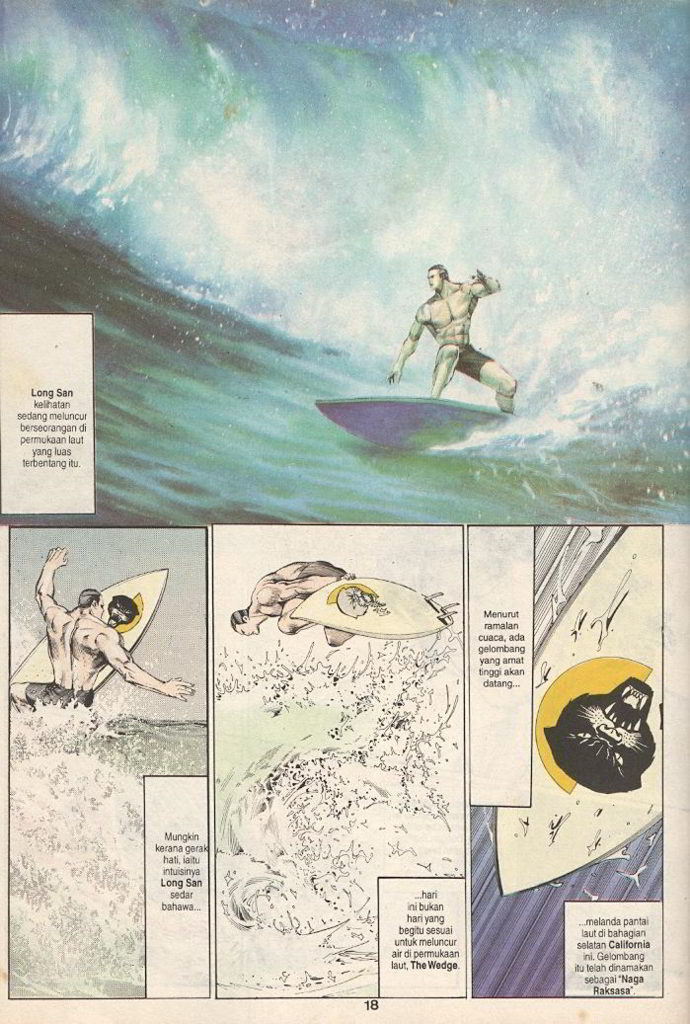 Long San
kelihatan
sedang meluncur
berseorangan di
permukaan laut
yang luas
terbentang itu.
Mungkin
kerana gerak
hati, iaitu
intuisinya
Long San
sedar
bahawa...
...hari
ini bukan
hari yang
begitu sesuai
untuk meluncur
air di permukaan
laut, The Wedge.
Menurut
ramalan
cuaca, ada
gelombang
yang amat
tinggi akan
datang...
...melanda pantai
laut di bahagian
selatan California
ini. Gelombang
itu telah dinamakan
sebagai "Naga
Raksasa".
18